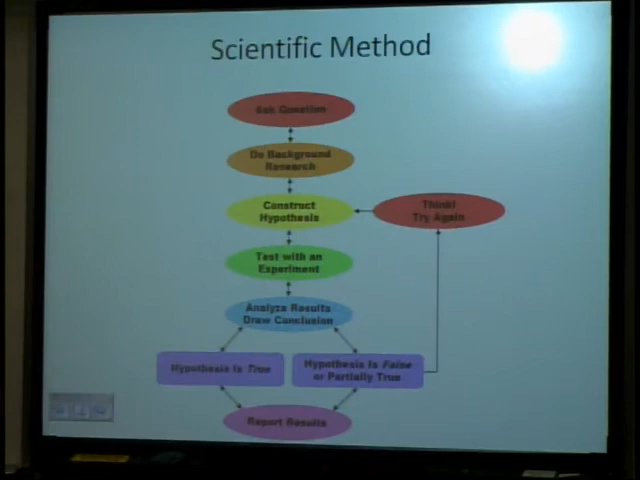 Scientific Method
Ask Question
Do Background
Research
Construct
Hypothesis
Think!
Try Again
Test with an
Experiment
Analyze Results
Draw Conclusion
Hypothesis Is True
Hypothesis Is False
or Partially True
Report Results